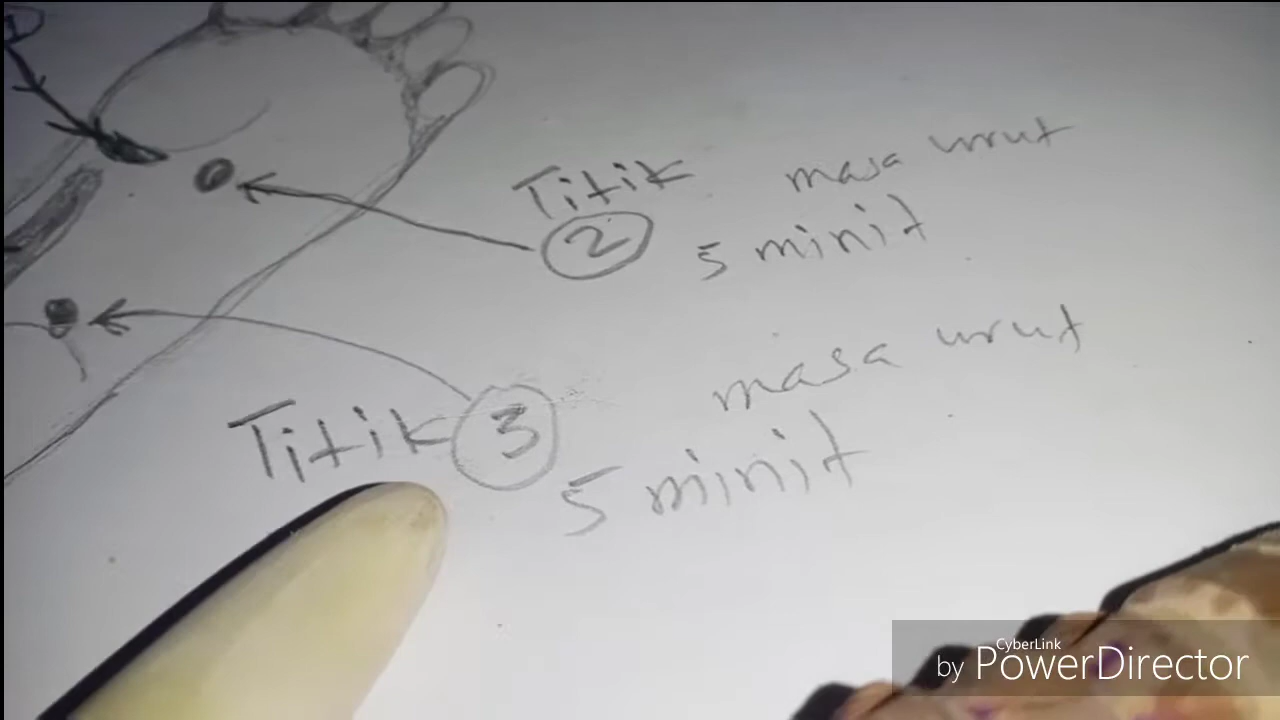 Titik masa urut
2 5 minit
masa urut
Titik 3 5 minit
CyberLink
by PowerDirector